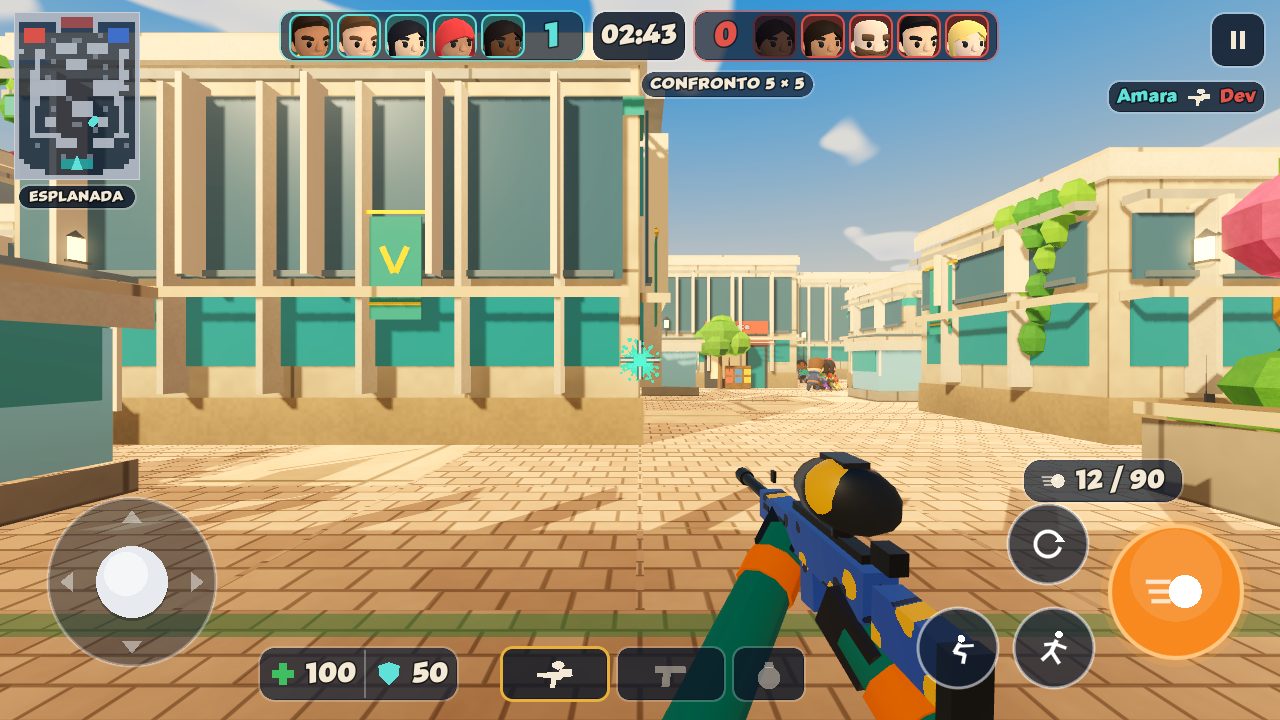 1 02:43 0
CONFRONTO 5 × 5
Amara Dev
ESPLANADA
V
12 / 90
100 50